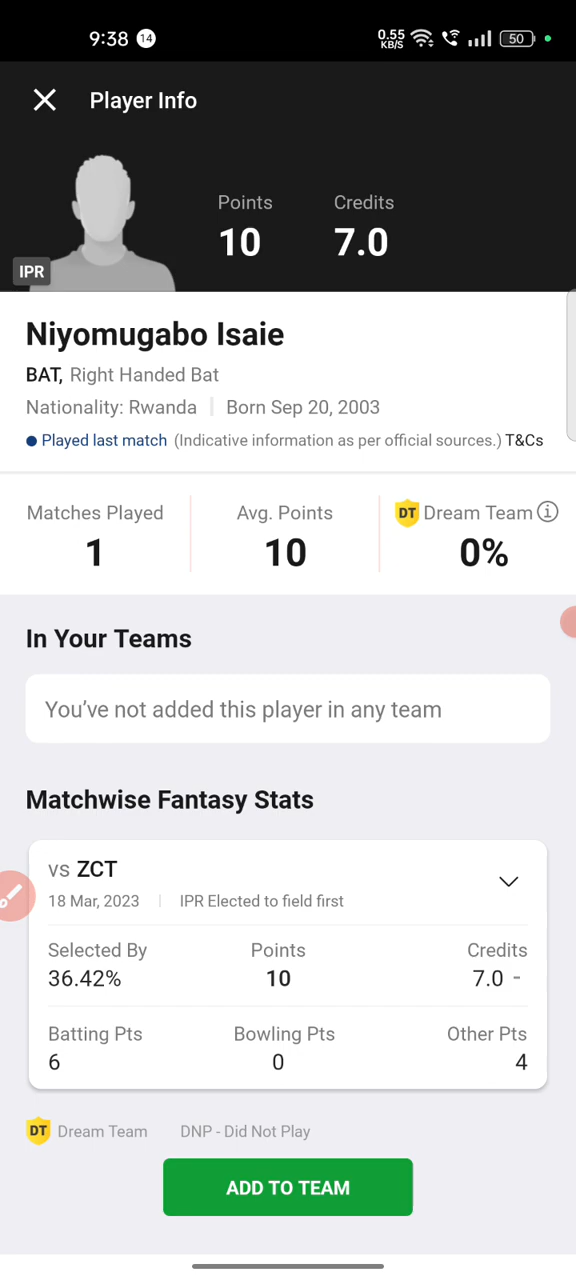 9:38 14 0.55 KB/S 50
Player Info
Points Credits
10 7.0
IPR
Niyomugabo Isaie
BAT, Right Handed Bat
Nationality: Rwanda Born Sep 20, 2003
Played last match (Indicative information as per official sources.) T&Cs
Matches Played Avg. Points DT Dream Team
1 10 0%
In Your Teams
You’ve not added this player in any team
Matchwise Fantasy Stats
vs ZCT
18 Mar, 2023 IPR Elected to field first
Selected By Points Credits
36.42% 10 7.0 -
Batting Pts Bowling Pts Other Pts
6 0 4
DT Dream Team DNP - Did Not Play
ADD TO TEAM